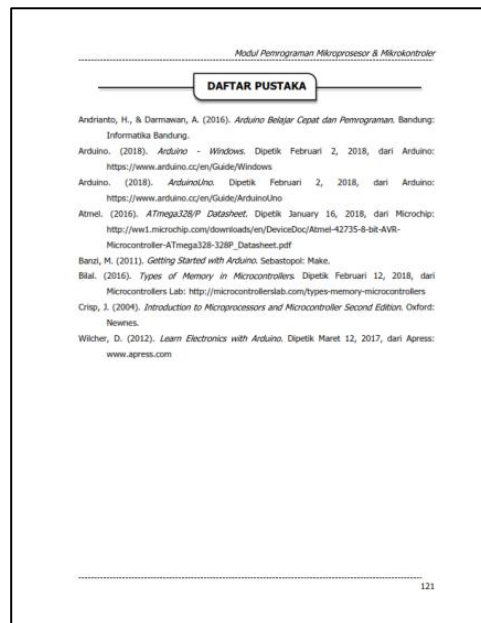 Modul Pemrograman Mikroprosesor & Mikrokontroler
DAFTAR PUSTAKA
Andrianto, H., & Darmawan, A. (2016). Arduino Belajar Cepat dan Pemrograman. Bandung:
Informatika Bandung.
Arduino. (2018). Arduino - Windows. Dipetik Februari 2, 2018, dari Arduino:
https://www.arduino.cc/en/Guide/Windows
Arduino. (2018). ArduinoUno. Dipetik Februari 2, 2018, dari Arduino:
https://www.arduino.cc/en/Guide/ArduinoUno
Atmel. (2016). ATmega328/P Datasheet. Dipetik January 16, 2018, dari Microchip:
http://ww1.microchip.com/downloads/en/DeviceDoc/Atmel-42735-8-bit-AVR-
Microcontroller-ATmega328-328P_Datasheet.pdf
Banzi, M. (2011). Getting Started with Arduino. Sebastopol: Make.
Bilal. (2016). Types of Memory in Microcontrollers. Dipetik Februari 12, 2018, dari
Microcontrollers Lab: http://microcontrollerslab.com/types-memory-microcontrollers
Crisp, J. (2004). Introduction to Microprocessors and Microcontroller Second Edition. Oxford:
Newnes.
Wilcher, D. (2012). Learn Electronics with Arduino. Dipetik Maret 12, 2017, dari Apress:
www.apress.com
121